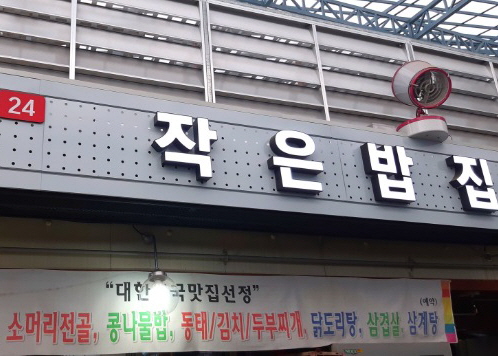 24
작은밥집
"대한 국맛집선정"
(예약)
소머리전골, 콩나물밥, 동태/김치/두부찌개, 닭도리탕, 삼겹살, 삼계탕